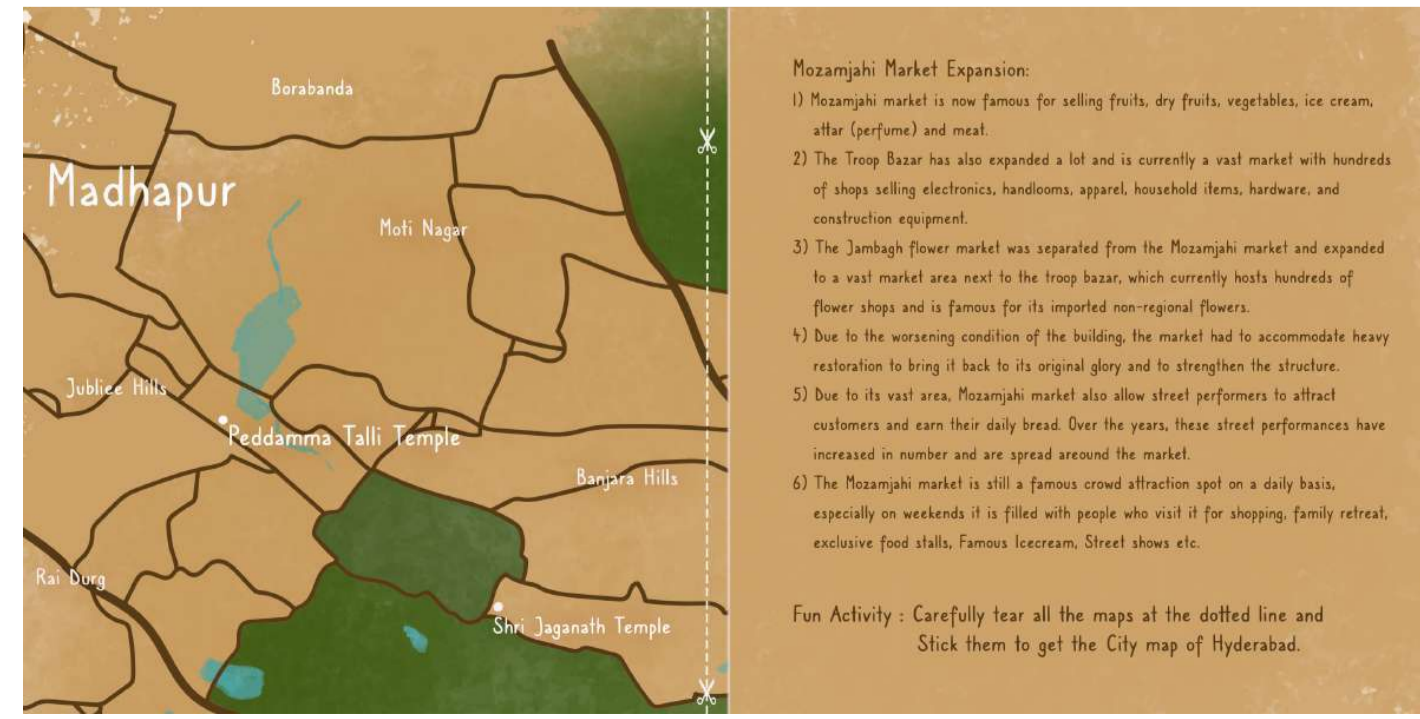 Borabanda
Madhapur
Moti Nagar
Jubliee Hills
Peddamma Talli Temple
Banjara Hills
Rai Durg
Shri Jaganath Temple
Mozamjahi Market Expansion:
1) Mozamjahi market is now famous for selling fruits, dry fruits, vegetables, ice cream,
attar (perfume) and meat.
2) The Troop Bazar has also expanded a lot and is currently a vast market with hundreds
of shops selling electronics, handlooms, apparel, household items, hardware, and
construction equipment.
3) The Jambagh flower market was separated from the Mozamjahi market and expanded
to a vast market area next to the troop bazar, which currently hosts hundreds of
flower shops and is famous for its imported non-regional flowers.
4) Due to the worsening condition of the building, the market had to accommodate heavy
restoration to bring it back to its original glory and to strengthen the structure.
5) Due to its vast area, Mozamjahi market also allow street performers to attract
customers and earn their daily bread. Over the years, these street performances have
increased in number and are spread areound the market.
6) The Mozamjahi market is still a famous crowd attraction spot on a daily basis,
especially on weekends it is filled with people who visit it for shopping, family retreat,
exclusive food stalls, Famous Icecream, Street shows etc.
Fun Activity : Carefully tear all the maps at the dotted line and
Stick them to get the City map of Hyderabad.